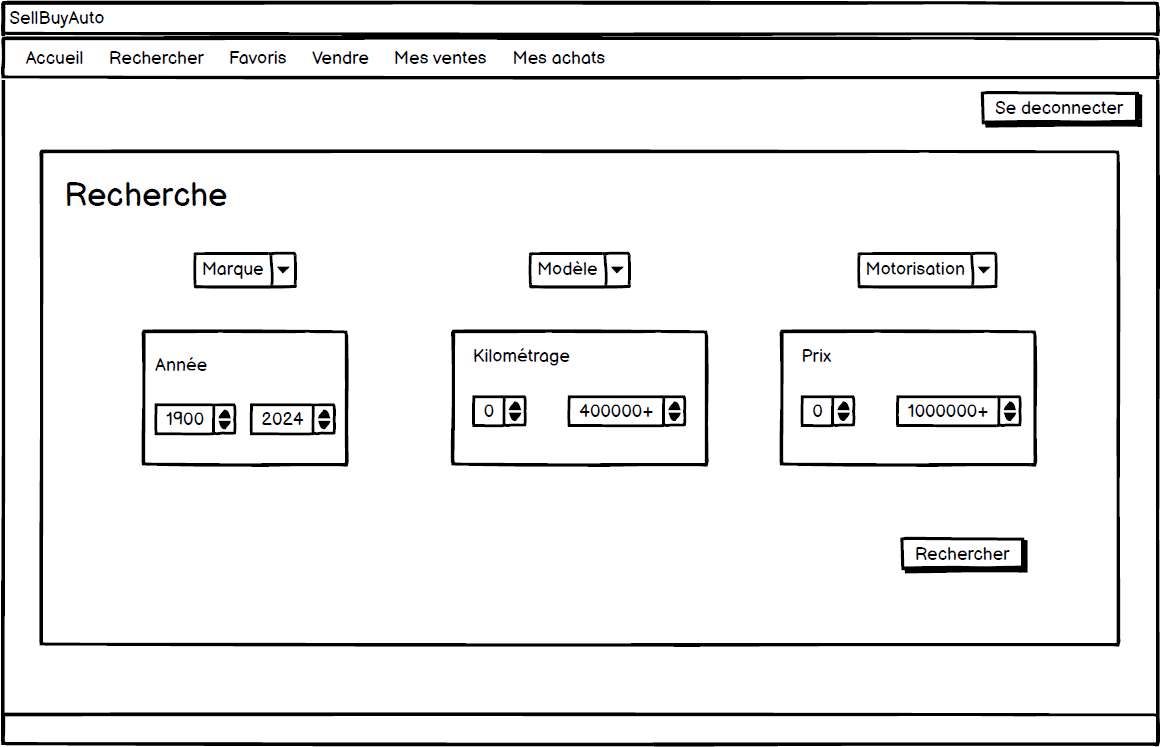 SellBuyAuto
Accueil Rechercher Favoris Vendre Mes ventes Mes achats
Se deconnecter
Recherche
Marque Modèle Motorisation
Année Kilométrage Prix
1900 2024 0 400000+ 0 1000000+
Rechercher